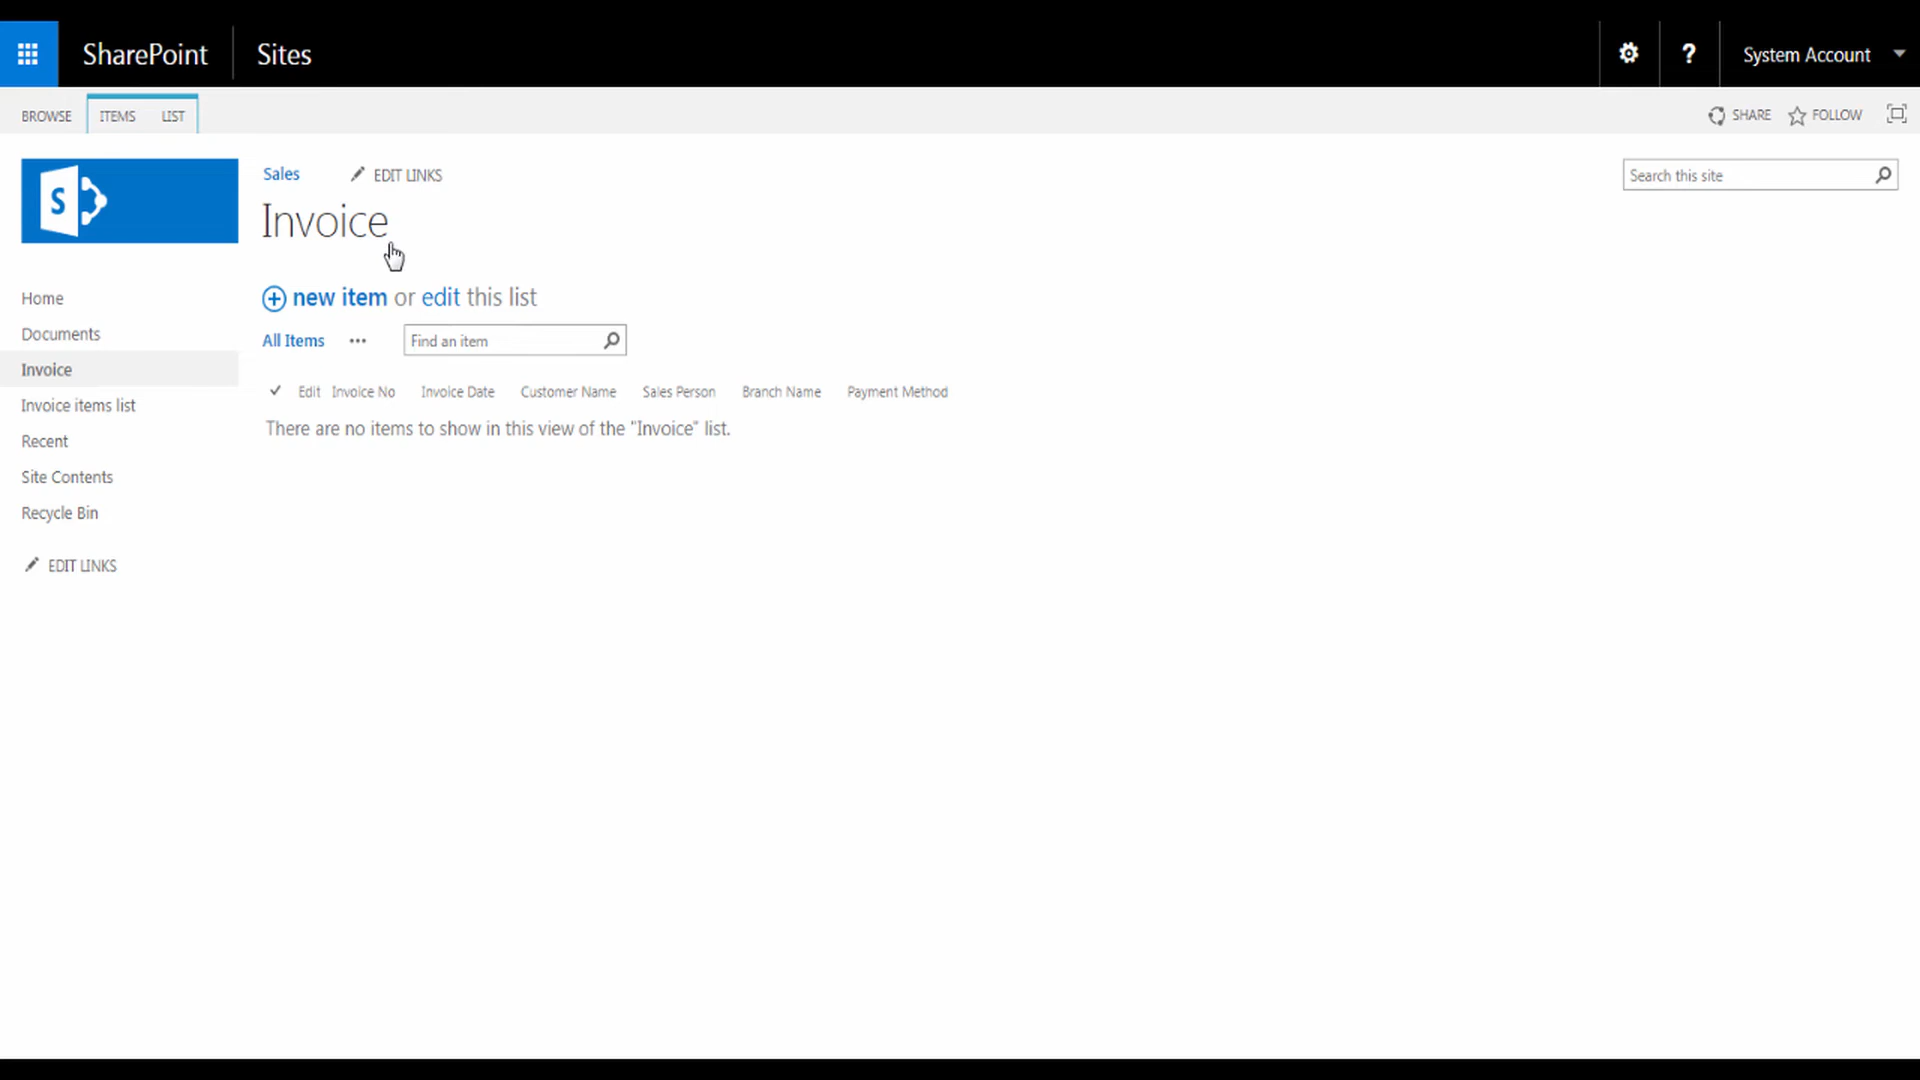 SharePoint Sites ? System Account
BROWSE ITEMS LIST SHARE FOLLOW
S
Sales EDIT LINKS Search this site
Invoice
new item or edit this list
All Items ... Find an item
Edit Invoice No Invoice Date Customer Name Sales Person Branch Name Payment Method
There are no items to show in this view of the "Invoice" list.
Home
Documents
Invoice
Invoice items list
Recent
Site Contents
Recycle Bin
EDIT LINKS